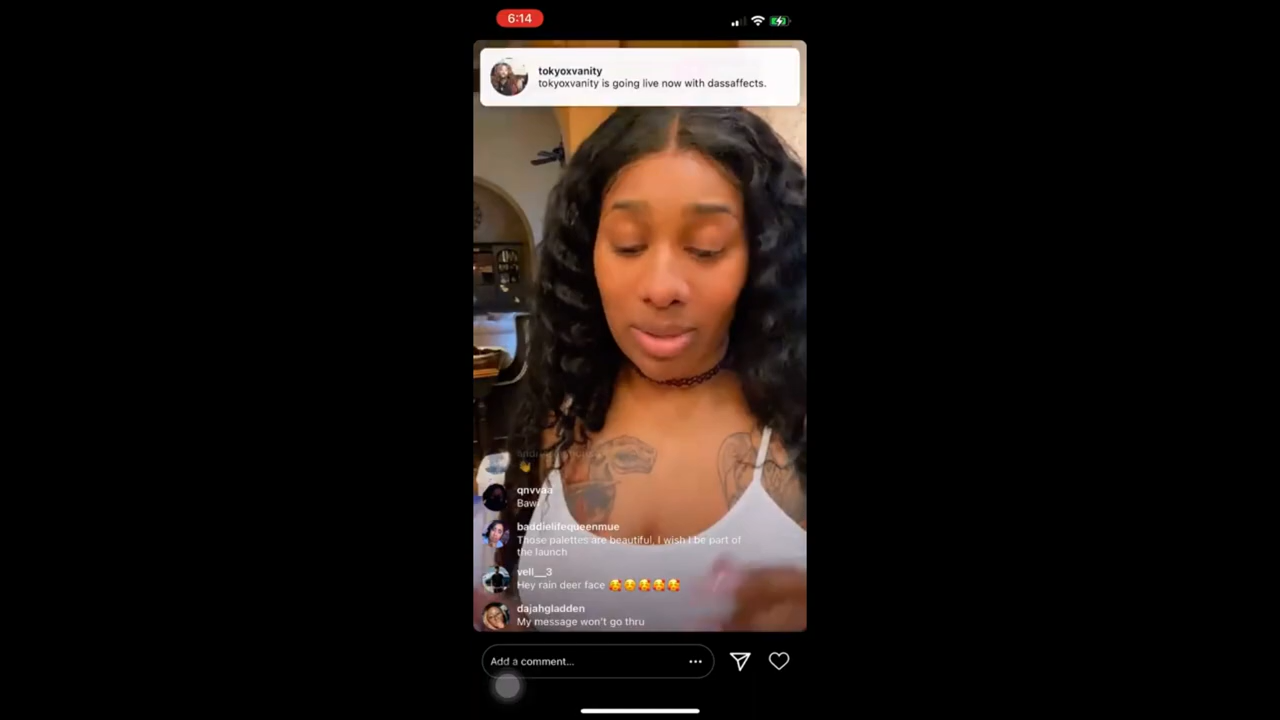 6:14
tokyoxvanity
tokyoxvanity is going live now with dassaffects.
qnvvaa
Baw
baddielifequeenmue
Those palettes are beautiful, I wish I be part of
the launch
vell__3
Hey rain deer face 🥰🥰🥰🥰🥰
dajahgladden
My message won't go thru
Add a comment...